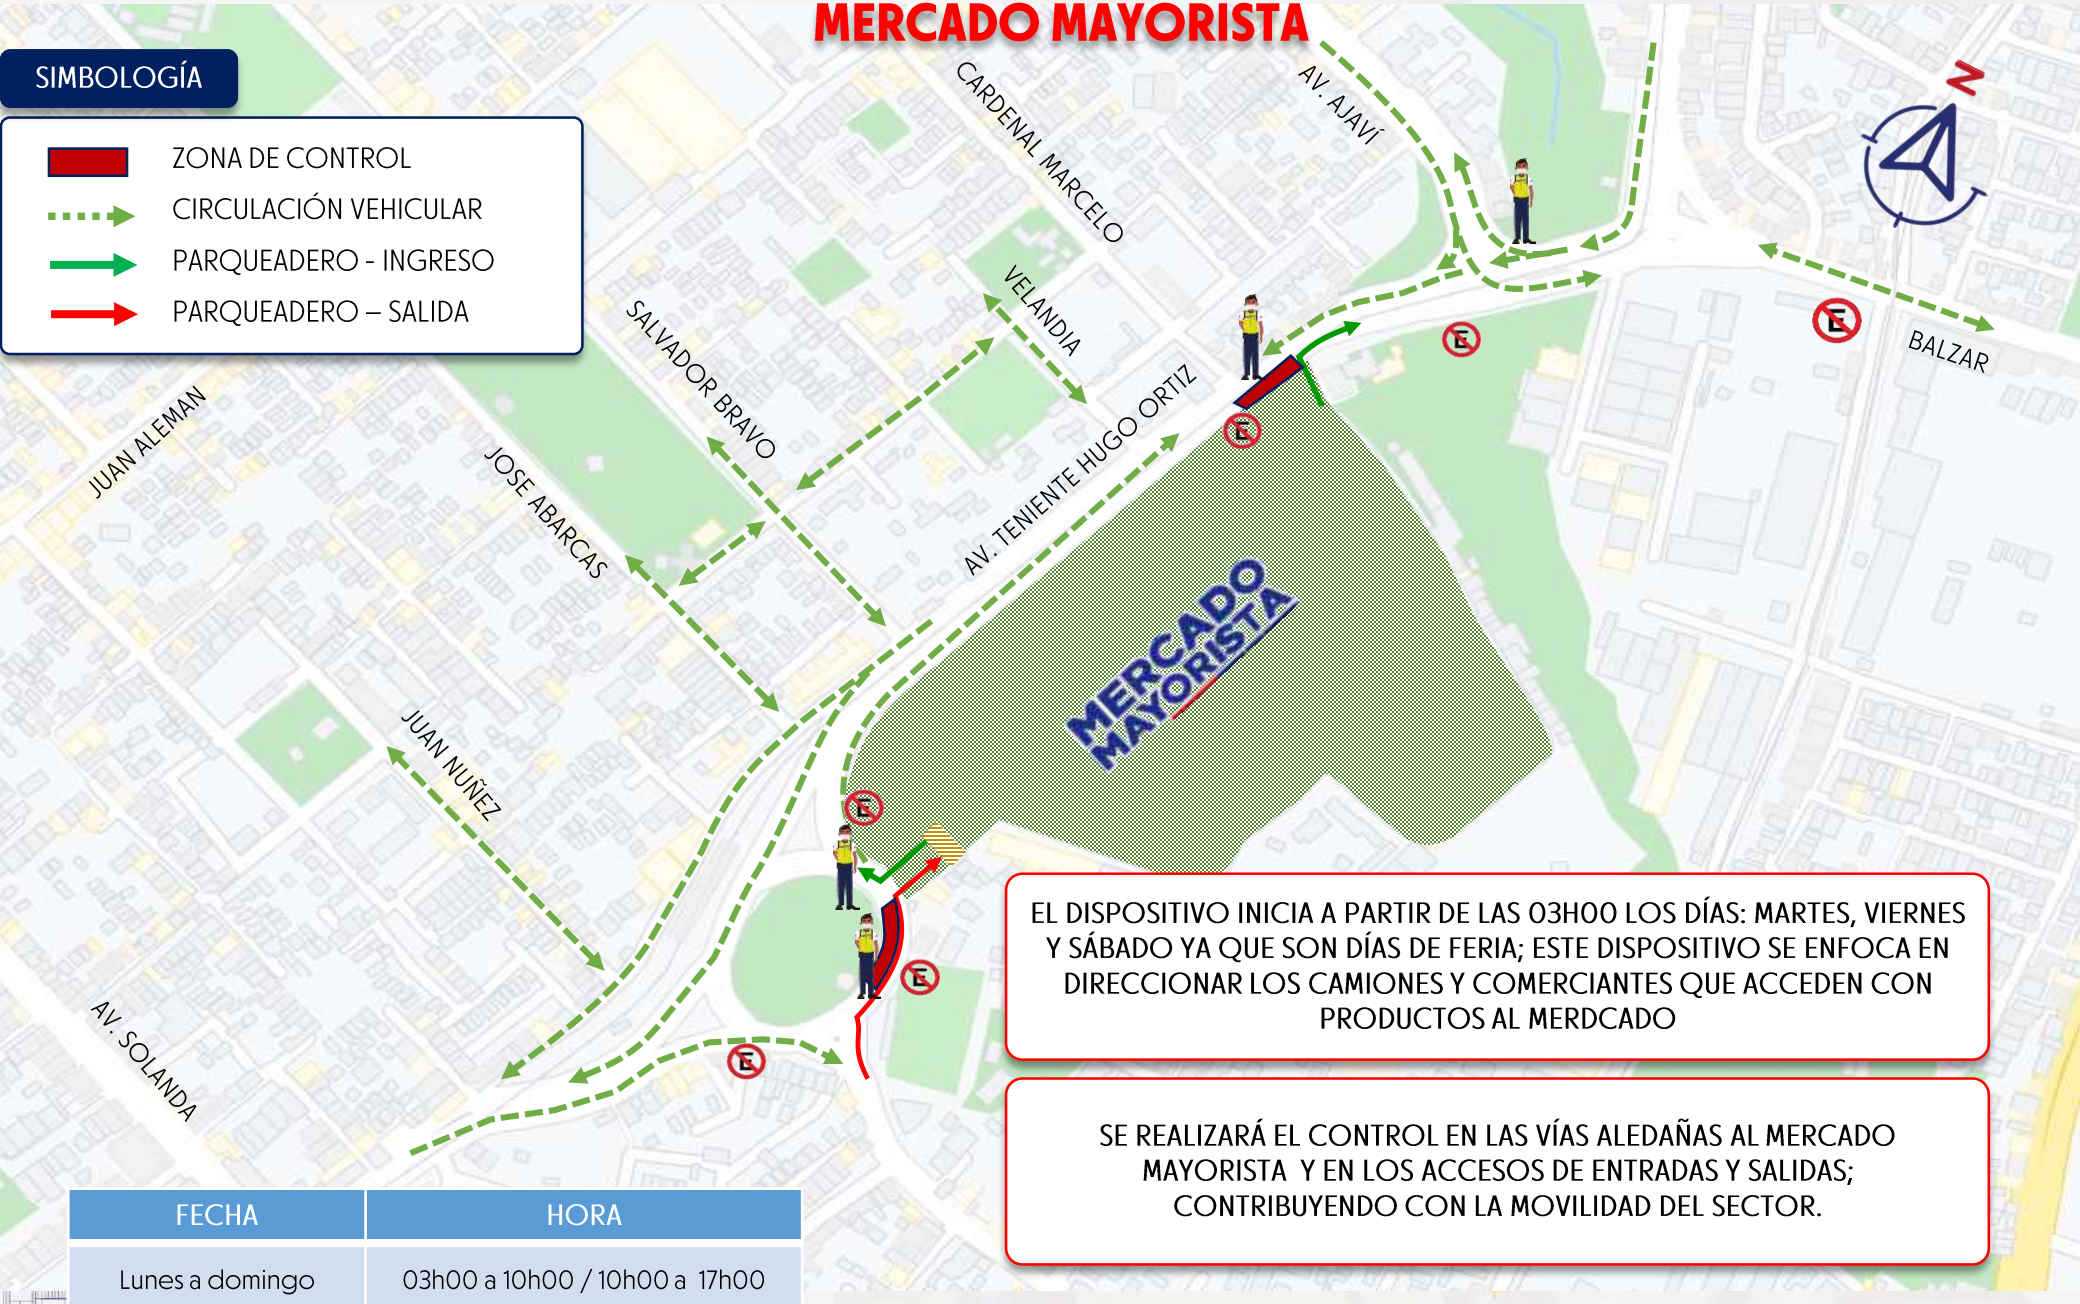 MERCADO MAYORISTA
SIMBOLOGÍA
ZONA DE CONTROL
CIRCULACIÓN VEHICULAR
PARQUEADERO - INGRESO
PARQUEADERO – SALIDA
CARDENAL MARCELO
AV. AJAVÍ
N
VELANDIA
SALVADOR BRAVO
E
E
BALZAR
JUAN ALEMAN
JOSE ABARCAS
AV. TENIENTE HUGO ORTIZ
E
MERCADO
MAYORISTA
JUAN NUÑEZ
E
E
E
AV. SOLANDA
EL DISPOSITIVO INICIA A PARTIR DE LAS 03H00 LOS DÍAS: MARTES, VIERNES
Y SÁBADO YA QUE SON DÍAS DE FERIA; ESTE DISPOSITIVO SE ENFOCA EN
DIRECCIONAR LOS CAMIONES Y COMERCIANTES QUE ACCEDEN CON
PRODUCTOS AL MERDCADO
SE REALIZARÁ EL CONTROL EN LAS VÍAS ALEDAÑAS AL MERCADO
MAYORISTA Y EN LOS ACCESOS DE ENTRADAS Y SALIDAS;
CONTRIBUYENDO CON LA MOVILIDAD DEL SECTOR.
FECHA HORA
Lunes a domingo 03h00 a 10h00 / 10h00 a 17h00